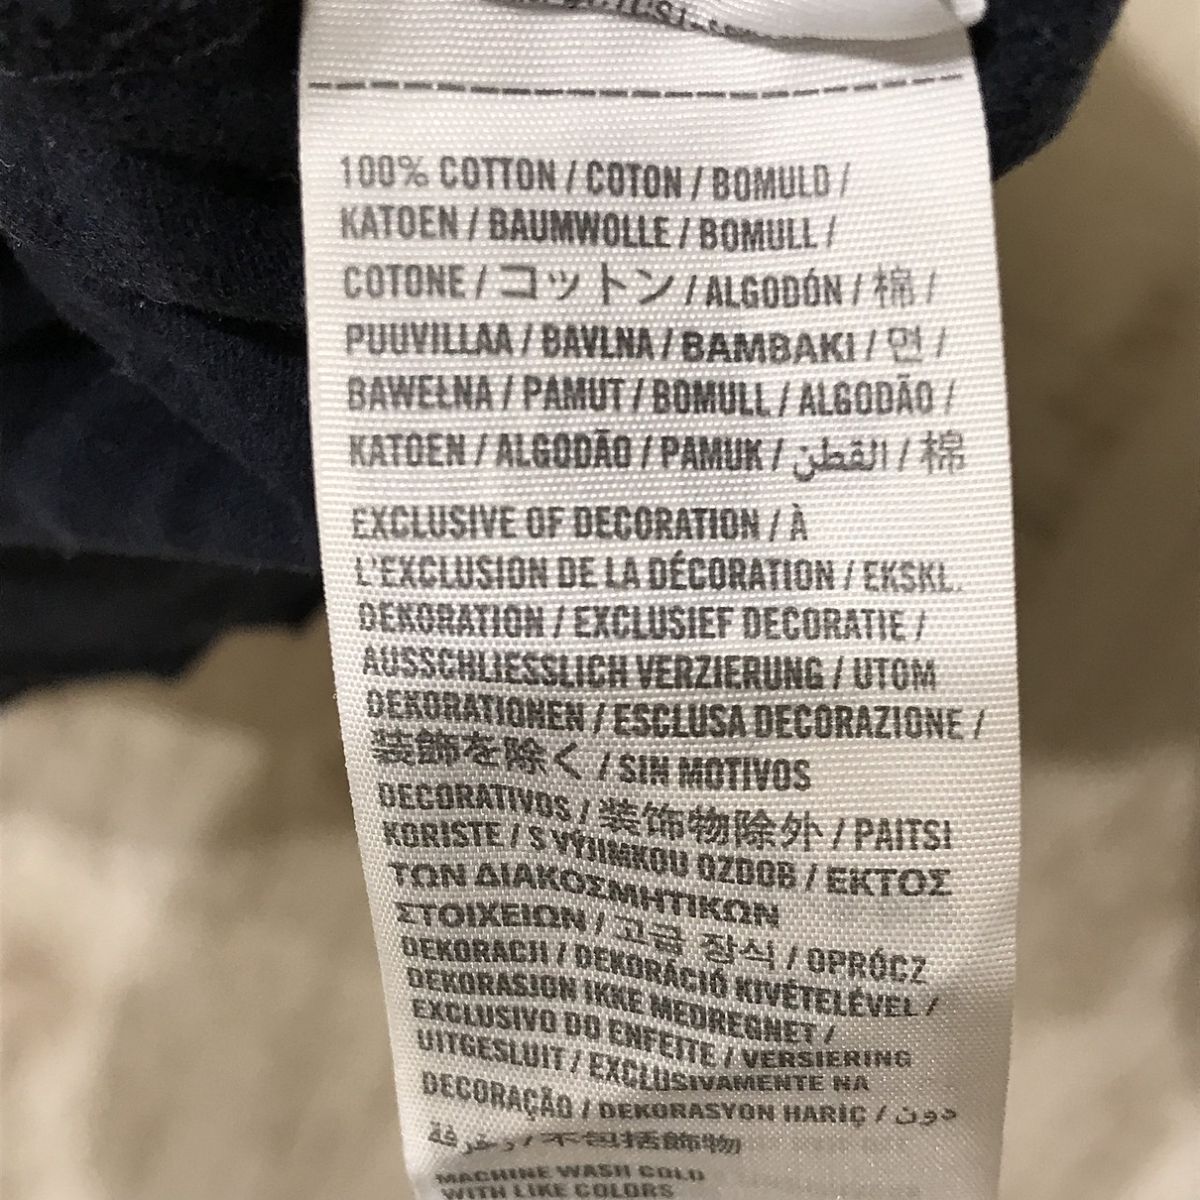 100% COTTON / COTON / BOMULD /
KATOEN / BAUMWOLLE / BOMULL /
COTONE / コットン / ALGODÓN / 棉 /
PUUVILLAA / BAVLNA / BAMBAKI / 면 /
BAWEŁNA / PAMUT / BOMULL / ALGODÃO /
KATOEN / ALGODÃO / PAMUK / القطن / 棉
EXCLUSIVE OF DECORATION / À
L'EXCLUSION DE LA DÉCORATION / EKSKL.
DEKORATION / EXCLUSIEF DECORATIE /
AUSSCHLIESSLICH VERZIERUNG / UTOM
DEKORATIONEN / ESCLUSA DECORAZIONE /
装飾を除く / SIN MOTIVOS
DECORATIVOS / 装饰物除外 / PAITSI
KORISTE / S VÝJIMKOU OZDOB / ΕΚΤΟΣ
ΤΩΝ ΔΙΑΚΟΣΜΗΤΙΚΩΝ
ΣΤΟΙΧΕΙΩΝ / 고급 장식 / OPRÓCZ
DEKORACJI / DEKORÁCIÓ KIVÉTELÉVEL /
DEKORASJON IKKE MEDREGNET /
EXCLUSIVO DO ENFEITE / VERSIERING
UITGESLUIT / EXCLUSIVAMENTE NA
DECORAÇÃO / DEKORASYON HARİÇ / دون
زخرفة / 不包括飾物
MACHINE WASH COLD
WITH LIKE COLORS